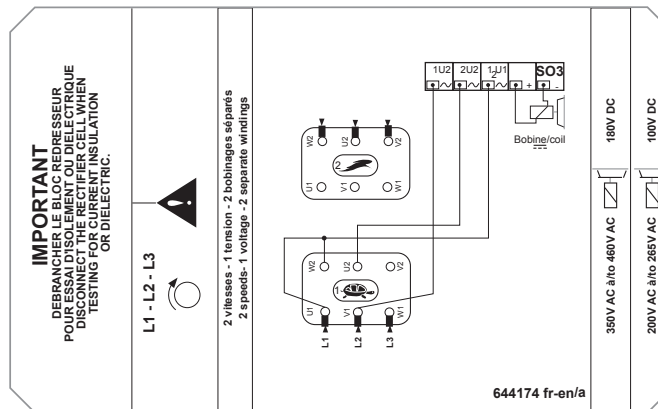 IMPORTANT
DEBRANCHER LE BLOC REDRESSEUR
POUR ESSAI D'ISOLEMENT OU DIELECTRIQUE
DISCONNECT THE RECTIFIER CELL WHEN
TESTING FOR CURRENT INSULATION
OR DIELECTRIC.
L1 - L2 - L3
2 vitesses - 1 tension - 2 bobinages séparés
2 speeds- 1 voltage - 2 separate windings
1U2 2U2 1U1 2 SO3
+ -
Bobine/coil
W2 U2 V2
2
U1 V1 W1
W2 U2 V2
1
U1 V1 W1
L1 L2 L3
350V AC à/to 460V AC 180V DC
200V AC à/to 265V AC 100V DC
644174 fr-en/a